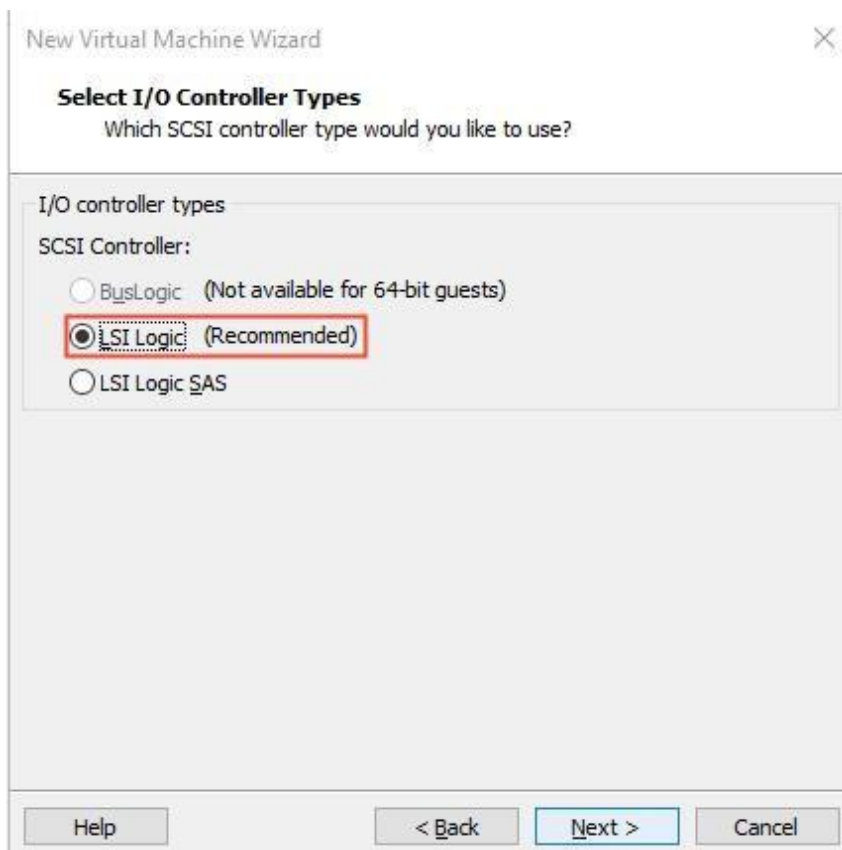 New Virtual Machine Wizard
Select I/O Controller Types
Which SCSI controller type would you like to use?
I/O controller types
SCSI Controller:
BusLogic (Not available for 64-bit guests)
LSI Logic (Recommended)
LSI Logic SAS
Help < Back Next > Cancel